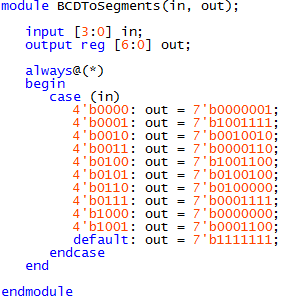 module BCDToSegments(in, out);
input [3:0] in;
output reg [6:0] out;
always@(*)
begin
case (in)
4'b0000: out = 7'b0000001;
4'b0001: out = 7'b1001111;
4'b0010: out = 7'b0010010;
4'b0011: out = 7'b0000110;
4'b0100: out = 7'b1001100;
4'b0101: out = 7'b0100100;
4'b0110: out = 7'b0100000;
4'b0111: out = 7'b0001111;
4'b1000: out = 7'b0000000;
4'b1001: out = 7'b0001100;
default: out = 7'b1111111;
endcase
end
endmodule